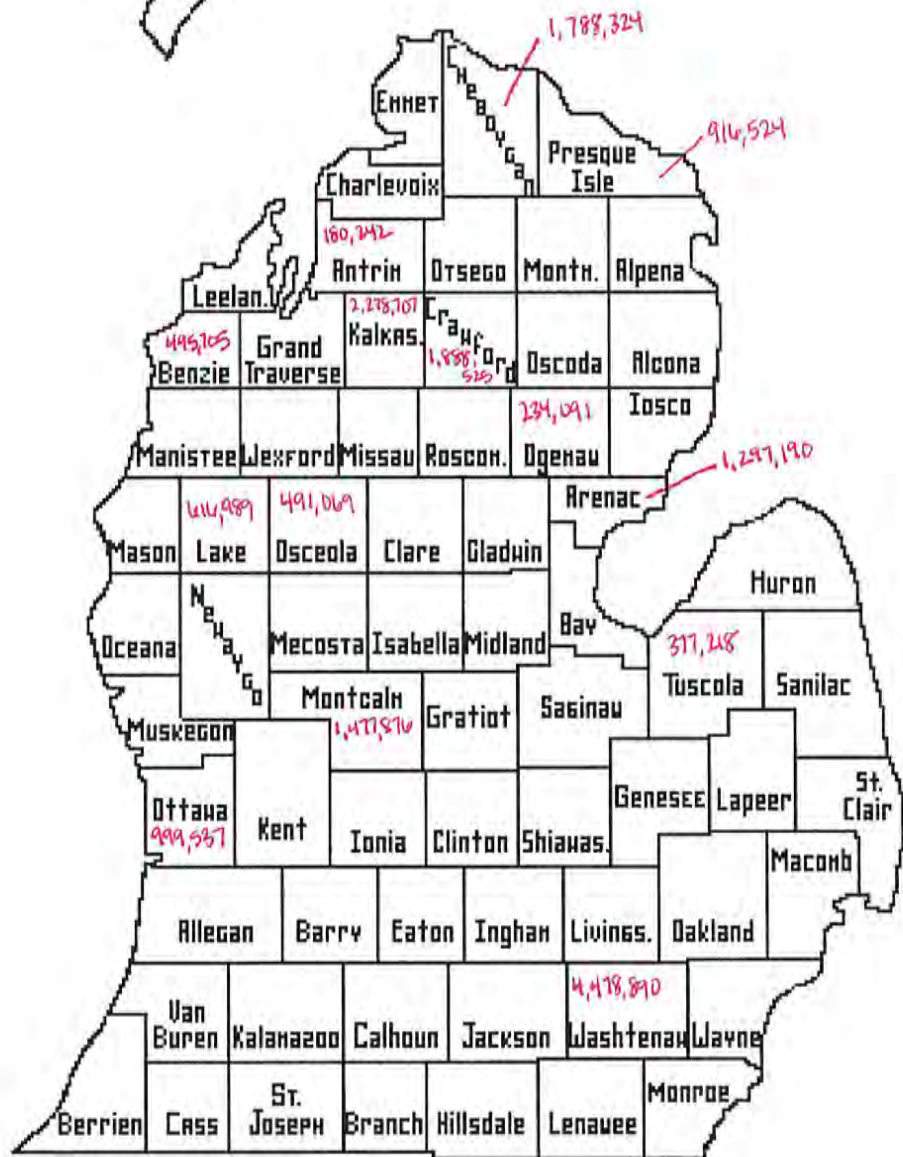 1,788,324
Emmet
Cheboygan
916,524
Presque
Isle
Charlevoix
180,242
Antrim
Otsego
Montm.
Alpena
Leelan.
495,705
Benzie
Grand
Traverse
2,278,707
Kalkas.
Crawford
1,888,
525
Oscoda
Alcona
Manistee
Wexford
Missau
Roscom.
234,091
Ogemaw
Iosco
1,297,190
Arenac
Mason
616,989
Lake
491,069
Osceola
Clare
Gladwin
Huron
Oceana
Newaygo
Mecosta
Isabella
Midland
Bay
377,218
Tuscola
Sanilac
Muskegon
Montcalm
1,477,876
Gratiot
Saginaw
Ottawa
999,537
Kent
Ionia
Clinton
Shiawas.
Genesee
Lapeer
St.
Clair
Macomb
Allegan
Barry
Eaton
Ingham
Livings.
Oakland
Van
Buren
Kalamazoo
Calhoun
Jackson
4,478,890
Washtenaw
Wayne
Berrien
Cass
St.
Joseph
Branch
Hillsdale
Lenawee
Monroe